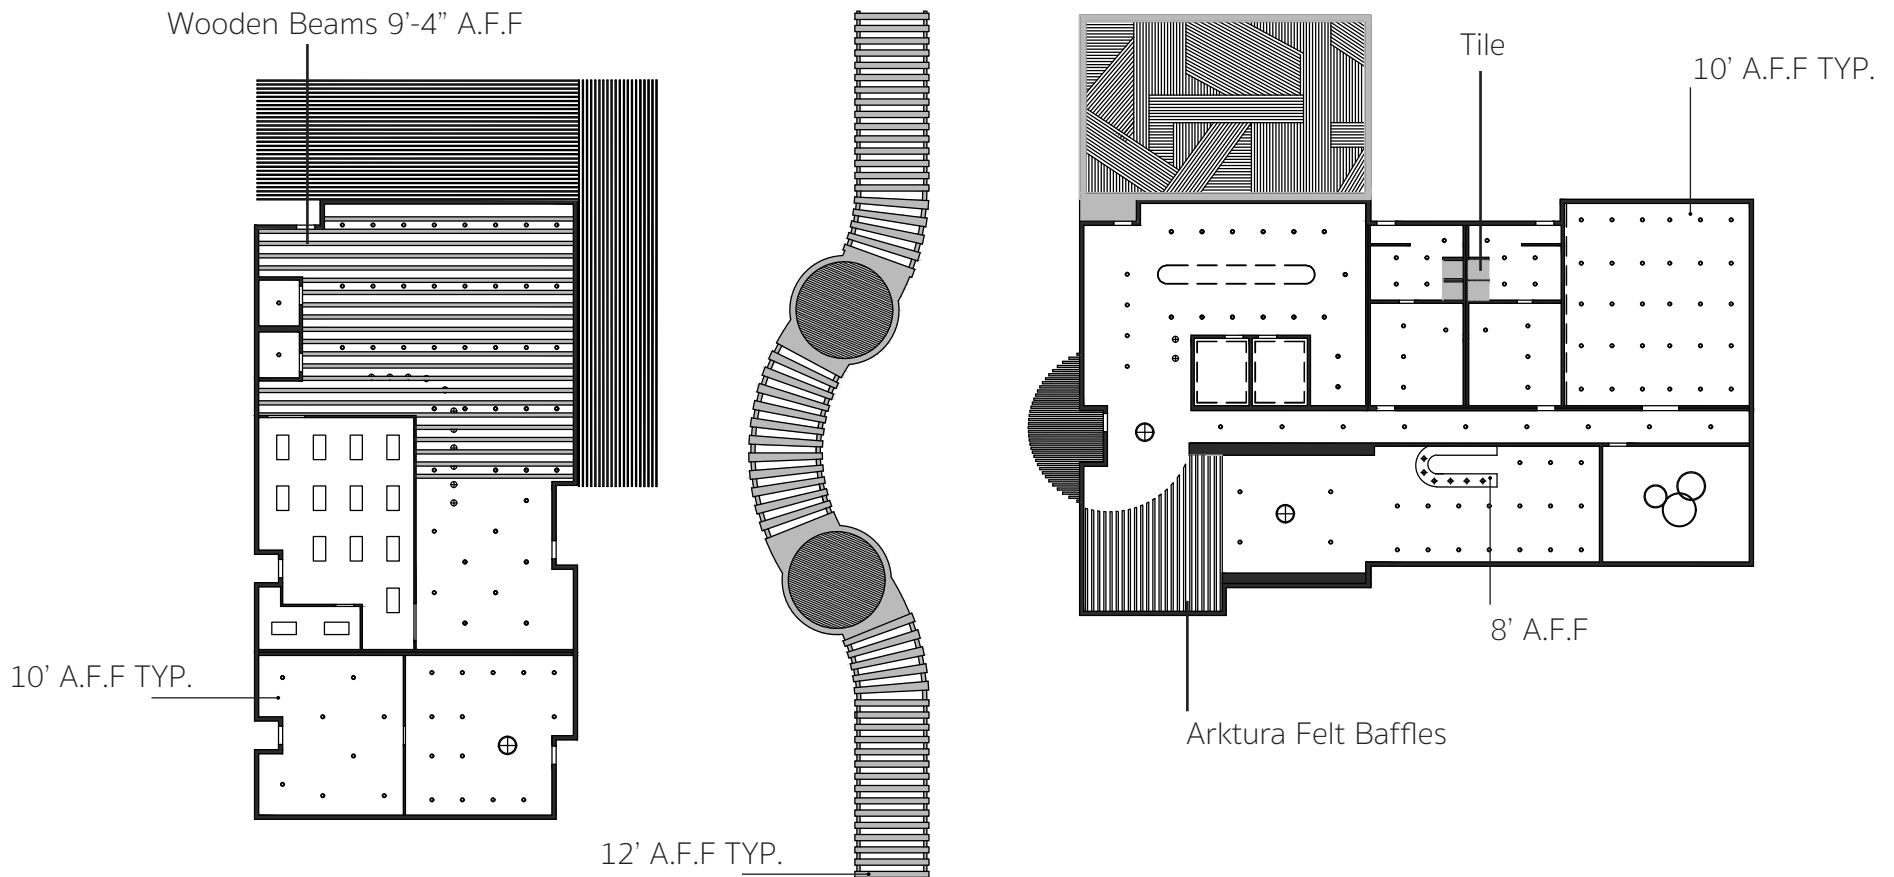 Wooden Beams 9’-4” A.F.F
Tile
10’ A.F.F TYP.
8’ A.F.F
10’ A.F.F TYP.
Arktura Felt Baffles
12’ A.F.F TYP.